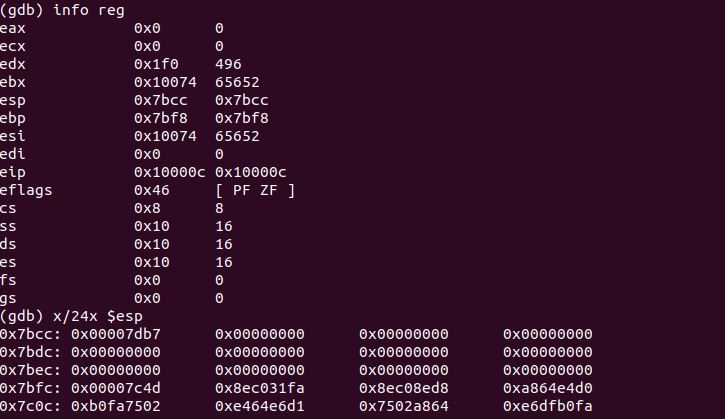 (gdb) info reg
eax 0x0 0
ecx 0x0 0
edx 0x1f0 496
ebx 0x10074 65652
esp 0x7bcc 0x7bcc
ebp 0x7bf8 0x7bf8
esi 0x10074 65652
edi 0x0 0
eip 0x10000c 0x10000c
eflags 0x46 [ PF ZF ]
cs 0x8 8
ss 0x10 16
ds 0x10 16
es 0x10 16
fs 0x0 0
gs 0x0 0
(gdb) x/24x $esp
0x7bcc: 0x00007db7 0x00000000 0x00000000 0x00000000
0x7bdc: 0x00000000 0x00000000 0x00000000 0x00000000
0x7bec: 0x00000000 0x00000000 0x00000000 0x00000000
0x7bfc: 0x00007c4d 0x8ec031fa 0x8ec08ed8 0xa864e4d0
0x7c0c: 0xb0fa7502 0xe464e6d1 0x7502a864 0xe6dfb0fa